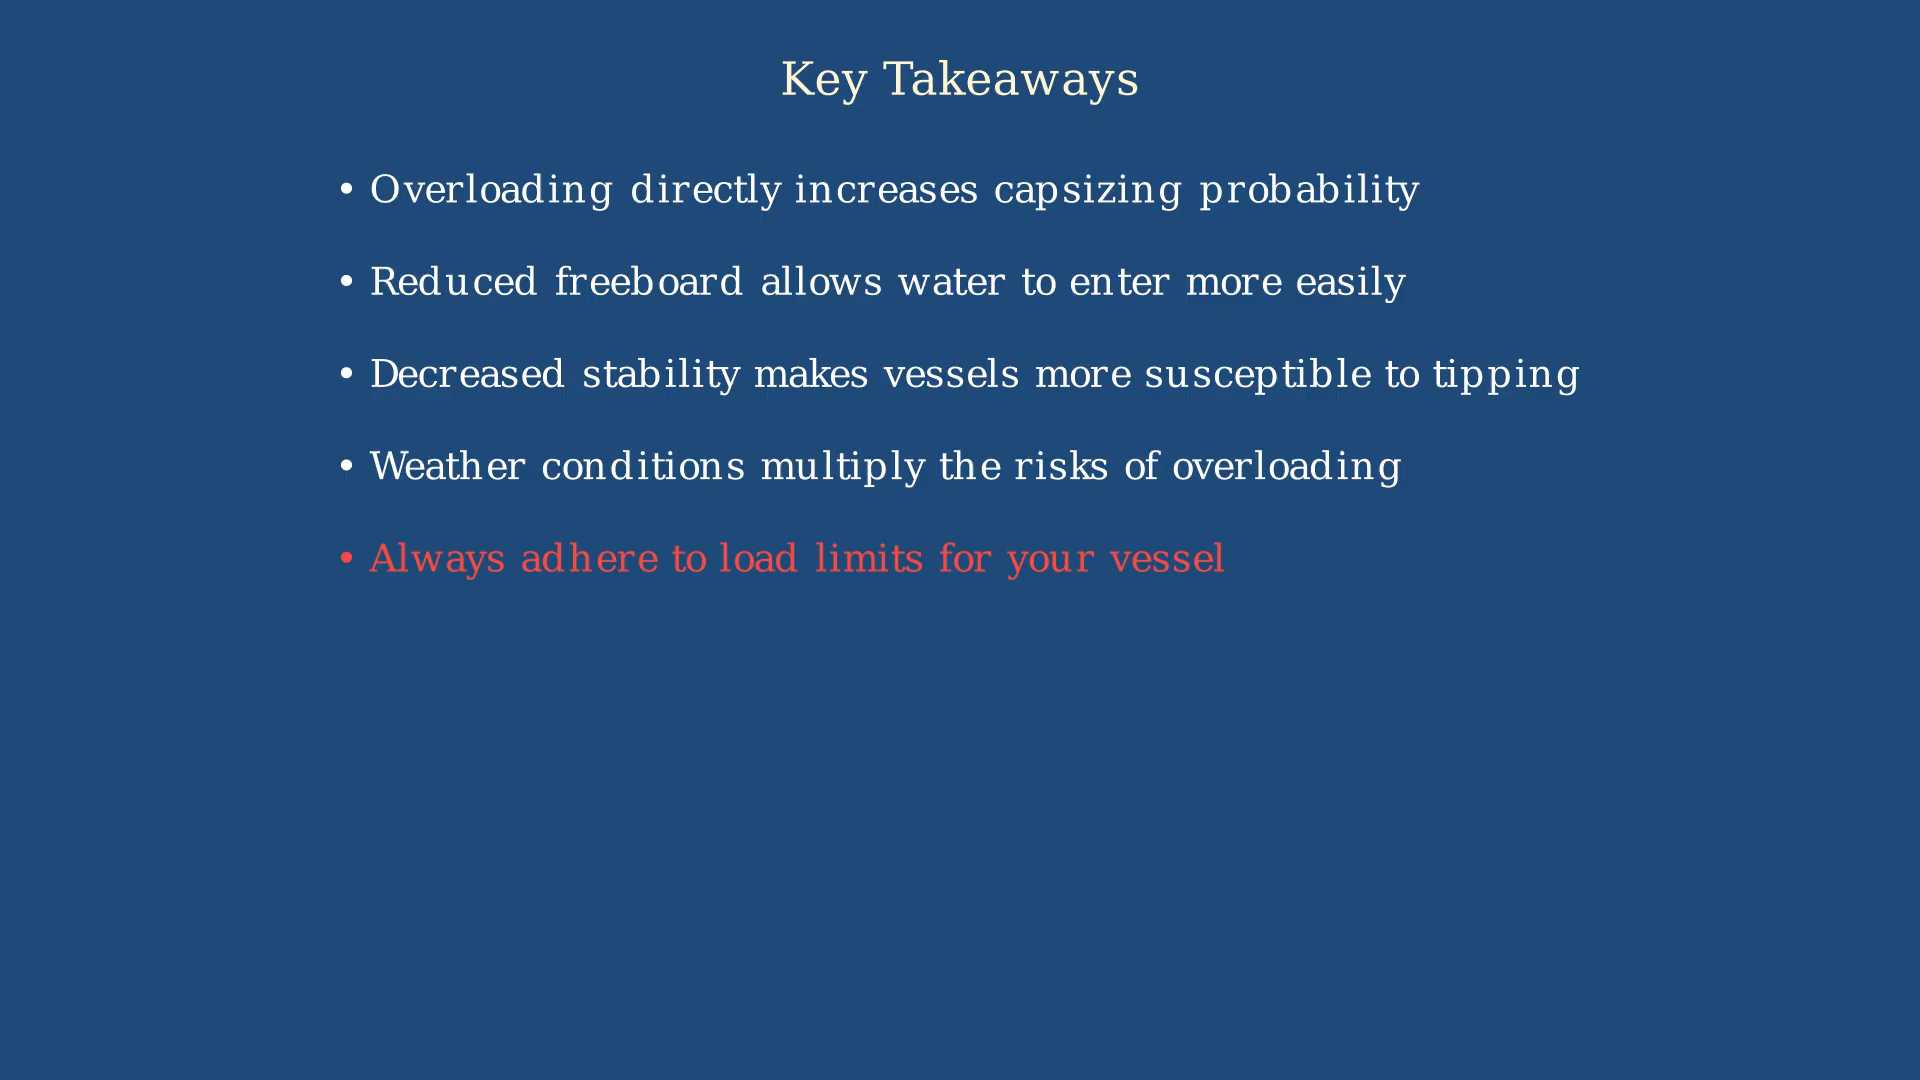 Key Takeaways
• Overloading directly increases capsizing probability
• Reduced freeboard allows water to enter more easily
• Decreased stability makes vessels more susceptible to tipping
• Weather conditions multiply the risks of overloading
• Always adhere to load limits for your vessel